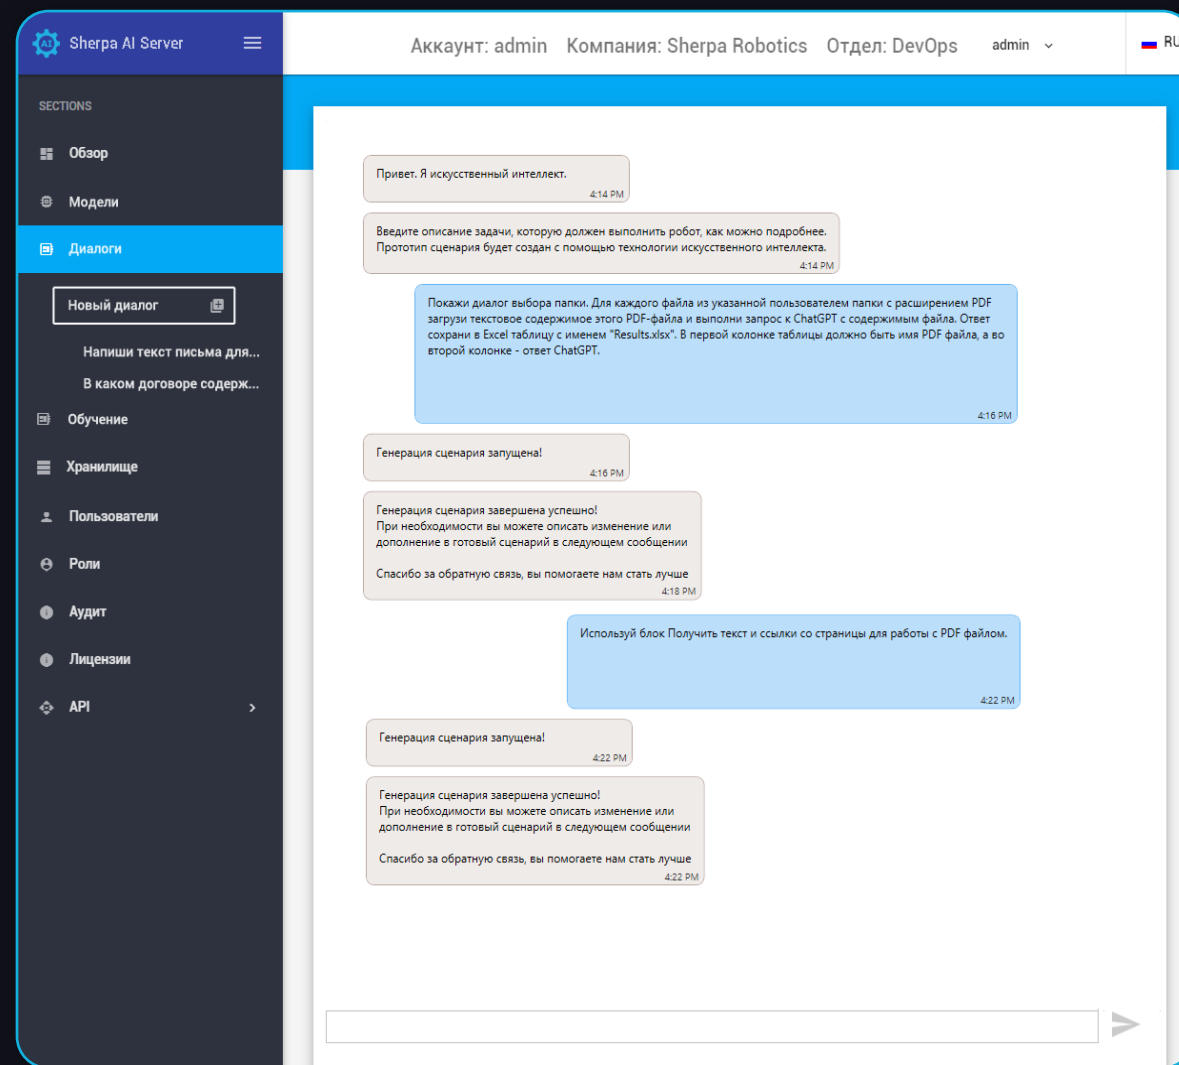 Sherpa AI Server
Аккаунт: admin Компания: Sherpa Robotics Отдел: DevOps
admin
RU
SECTIONS
Обзор
Модели
Диалоги
Новый диалог
Напиши текст письма для...
В каком договоре содерж...
Обучение
Хранилище
Пользователи
Роли
Аудит
Лицензии
API
Привет. Я искусственный интеллект.
4:14 PM
Введите описание задачи, которую должен выполнить робот, как можно подробнее.
Прототип сценария будет создан с помощью технологии искусственного интеллекта.
4:14 PM
Покажи диалог выбора папки. Для каждого файла из указанной пользователем папки с расширением PDF
загрузи текстовое содержимое этого PDF-файла и выполни запрос к ChatGPT с содержимым файла. Ответ
сохрани в Excel таблицу с именем "Results.xlsx". В первой колонке таблицы должно быть имя PDF файла, а во
второй колонке - ответ ChatGPT.
4:16 PM
Генерация сценария запущена!
4:16 PM
Генерация сценария завершена успешно!
При необходимости вы можете описать изменение или
дополнение в готовый сценарий в следующем сообщении
Спасибо за обратную связь, вы помогаете нам стать лучше
4:18 PM
Используй блок Получить текст и ссылки со страницы для работы с PDF файлом.
4:22 PM
Генерация сценария запущена!
4:22 PM
Генерация сценария завершена успешно!
При необходимости вы можете описать изменение или
дополнение в готовый сценарий в следующем сообщении
Спасибо за обратную связь, вы помогаете нам стать лучше
4:22 PM